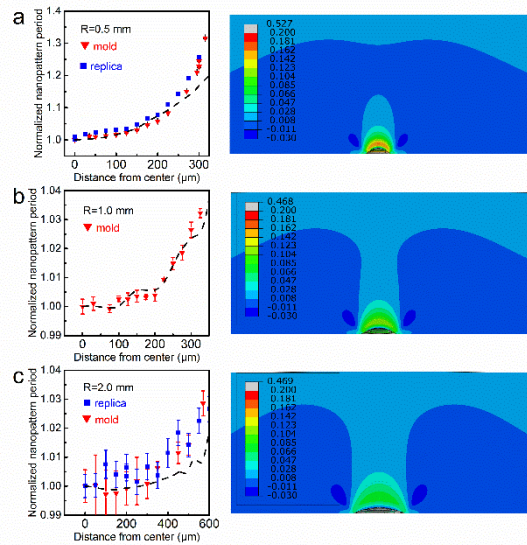 a
Normalized nanopattern period
1.4
1.3
1.2
1.1
1.0
R=0.5 mm
mold
replica
0 100 200 300
Distance from center (µm)
0.527
0.200
0.181
0.162
0.142
0.123
0.104
0.085
0.066
0.047
0.028
0.008
-0.011
-0.030
b
Normalized nanopattern period
1.04
1.03
1.02
1.01
1.00
0.99
R=1.0 mm
mold
0 100 200 300
Distance from center (µm)
0.468
0.200
0.181
0.162
0.142
0.123
0.104
0.085
0.066
0.047
0.028
0.008
-0.011
-0.030
c
Normalized nanopattern period
1.04
1.03
1.02
1.01
1.00
0.99
R=2.0 mm
replica
mold
0 200 400 600
Distance from center (µm)
0.469
0.200
0.181
0.162
0.142
0.123
0.104
0.085
0.066
0.047
0.028
0.008
-0.011
-0.030